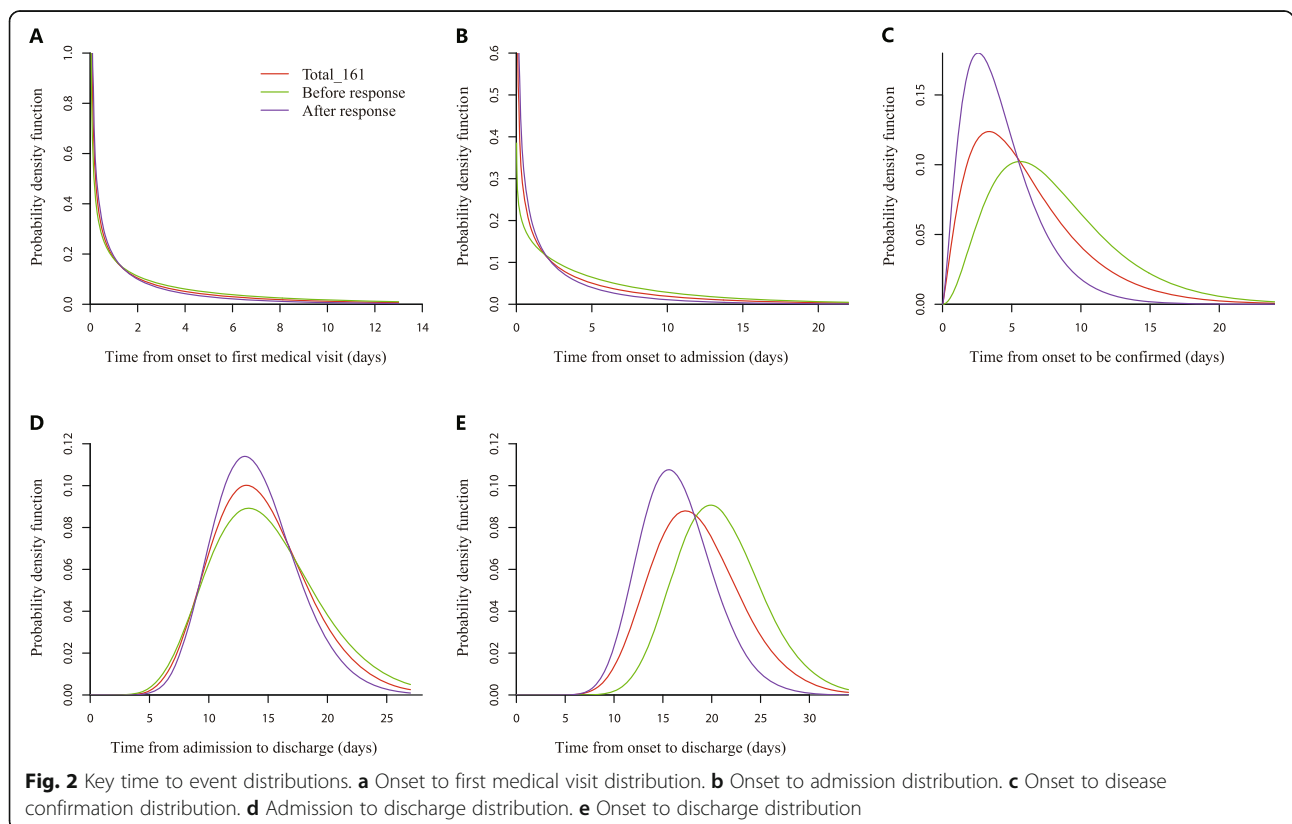 A
Probability density function
0.0 0.2 0.4 0.6 0.8 1.0
Total_161
Before response
After response
0 2 4 6 8 10 12 14
Time from onset to first medical visit (days)
B
Probability density function
0.0 0.1 0.2 0.3 0.4 0.5 0.6
0 5 10 15 20
Time from onset to admission (days)
C
Probability density function
0.00 0.05 0.10 0.15
0 5 10 15 20
Time from onset to be confirmed (days)
D
Probability density function
0.00 0.02 0.04 0.06 0.08 0.10 0.12
0 5 10 15 20 25
Time from adimission to discharge (days)
E
Probability density function
0.00 0.02 0.04 0.06 0.08 0.10 0.12
0 5 10 15 20 25 30
Time from onset to discharge (days)
Fig. 2 Key time to event distributions. a Onset to first medical visit distribution. b Onset to admission distribution. c Onset to disease
confirmation distribution. d Admission to discharge distribution. e Onset to discharge distribution